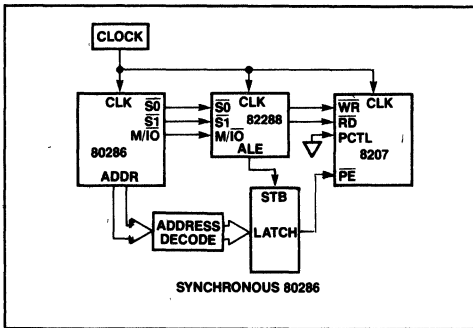 CLOCK
CLK
S0
S1
M/IO
80286
ADDR
S0
S1
M/IO
CLK
82288
ALE
WR
RD
PCTL
CLK
8207
PE
ADDRESS
DECODE
STB
LATCH
SYNCHRONOUS 80286